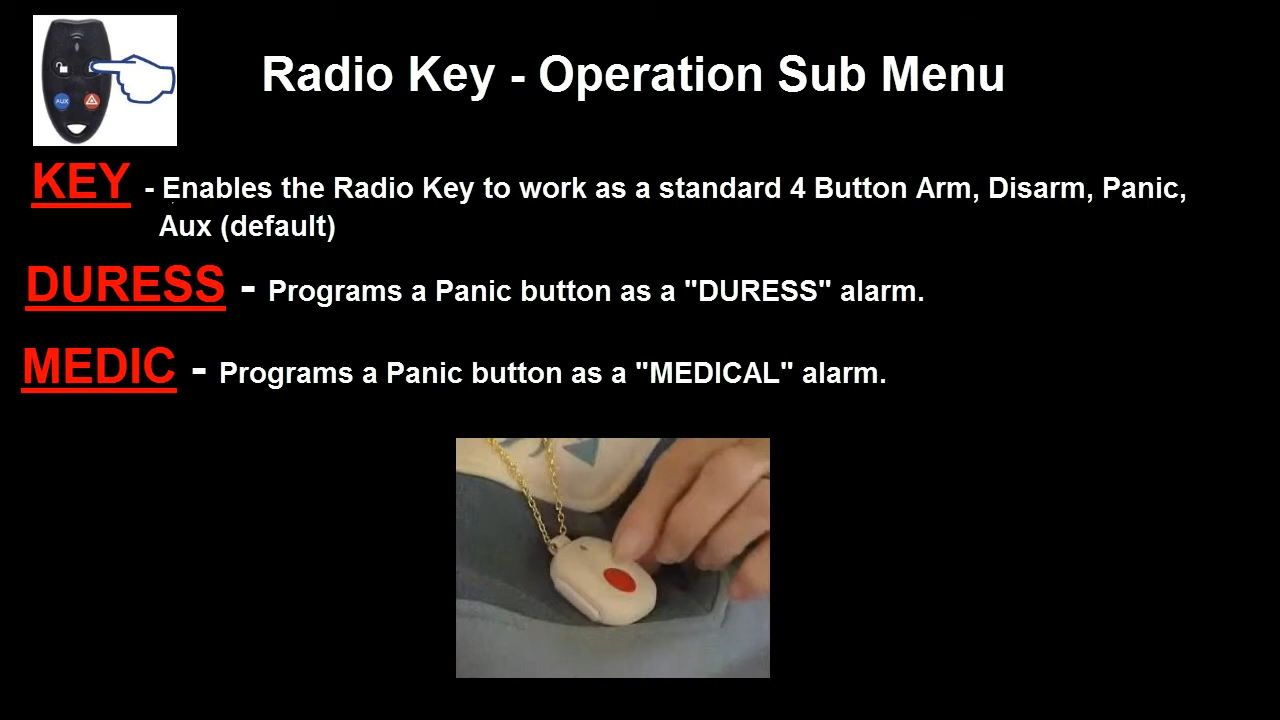 Radio Key - Operation Sub Menu
AUX
KEY - Enables the Radio Key to work as a standard 4 Button Arm, Disarm, Panic,
Aux (default)
DURESS - Programs a Panic button as a "DURESS" alarm.
MEDIC - Programs a Panic button as a "MEDICAL" alarm.